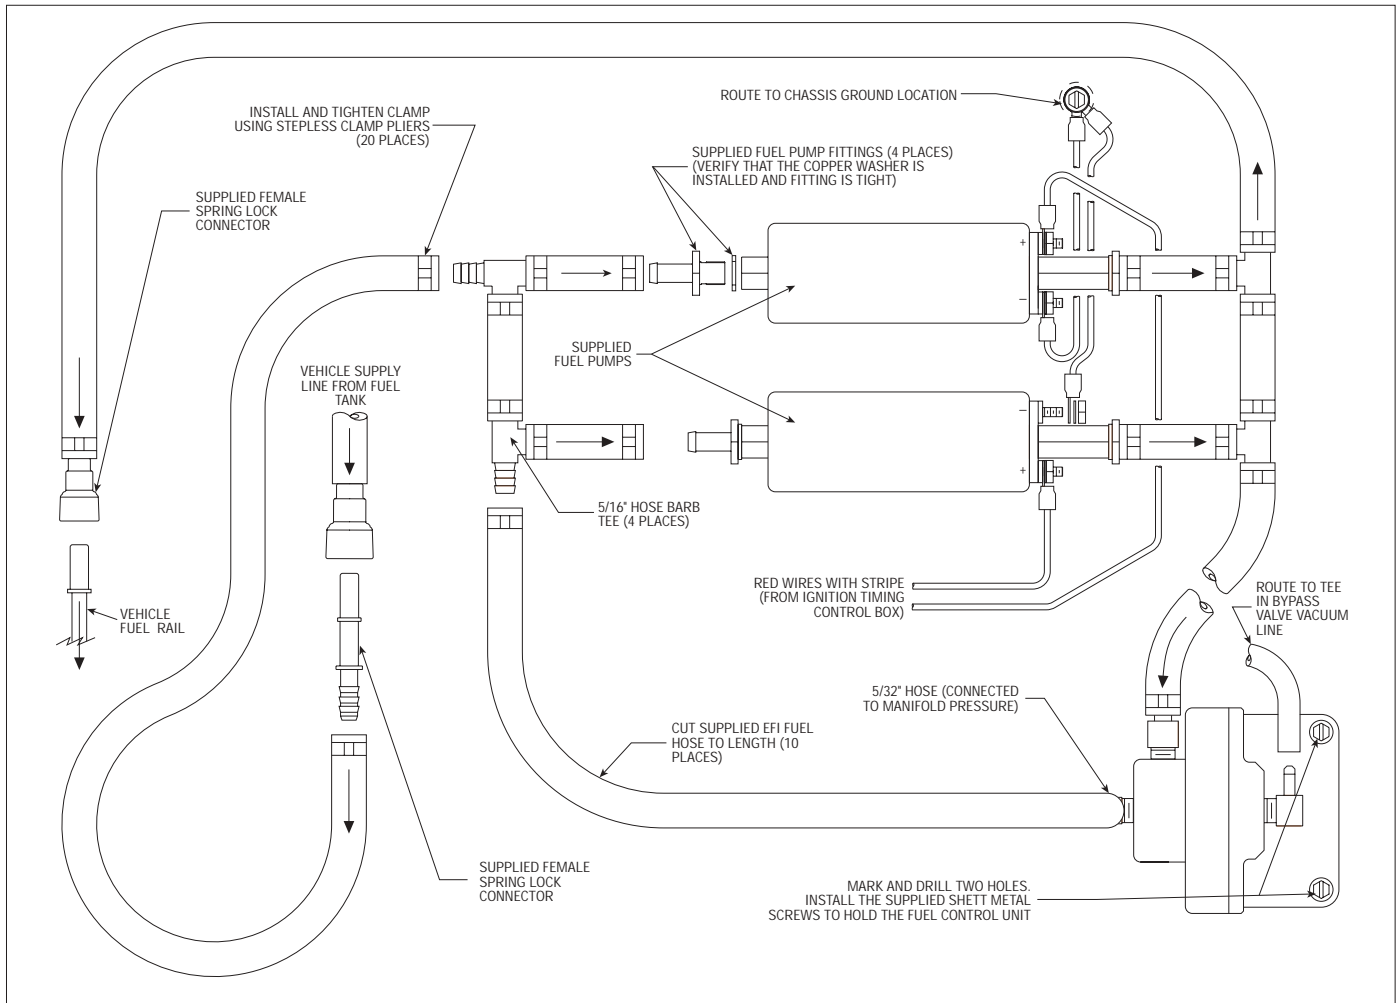 ROUTE TO CHASSIS GROUND LOCATION
INSTALL AND TIGHTEN CLAMP
USING STEPLESS CLAMP PLIERS
(20 PLACES)
SUPPLIED FUEL PUMP FITTINGS (4 PLACES)
(VERIFY THAT THE COPPER WASHER IS
INSTALLED AND FITTING IS TIGHT)
SUPPLIED FEMALE
SPRING LOCK
CONNECTOR
+
–
SUPPLIED
FUEL PUMPS
VEHICLE SUPPLY
LINE FROM FUEL
TANK
–
+
5/16" HOSE BARB
TEE (4 PLACES)
RED WIRES WITH STRIPE
(FROM IGNITION TIMING
CONTROL BOX)
ROUTE TO TEE
IN BYPASS
VALVE VACUUM
LINE
VEHICLE
FUEL RAIL
5/32" HOSE (CONNECTED
TO MANIFOLD PRESSURE)
CUT SUPPLIED EFI FUEL
HOSE TO LENGTH (10
PLACES)
SUPPLIED FEMALE
SPRING LOCK
CONNECTOR
MARK AND DRILL TWO HOLES.
INSTALL THE SUPPLIED SHETT METAL
SCREWS TO HOLD THE FUEL CONTROL UNIT